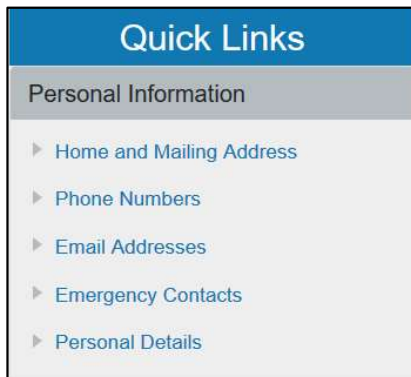 Quick Links
Personal Information
Home and Mailing Address
Phone Numbers
Email Addresses
Emergency Contacts
Personal Details